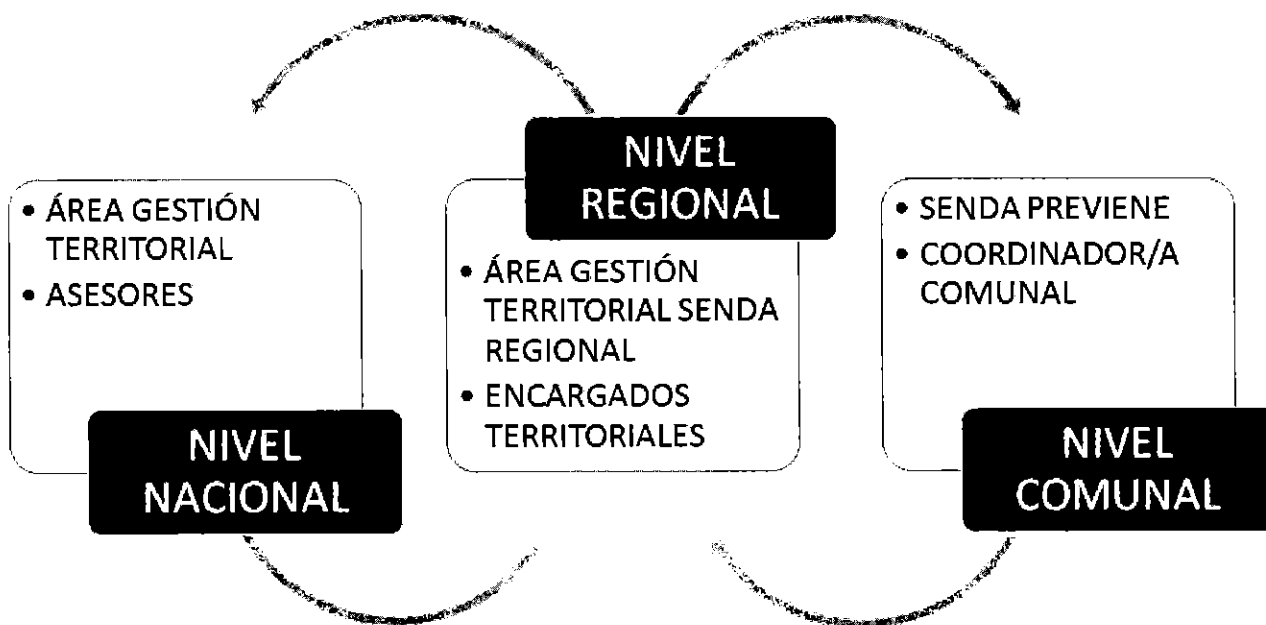 • ÁREA GESTIÓN
TERRITORIAL
• ASESORES
NIVEL
NACIONAL
NIVEL
REGIONAL
• ÁREA GESTIÓN
TERRITORIAL SENDA
REGIONAL
• ENCARGADOS
TERRITORIALES
• SENDA PREVIENE
• COORDINADOR/A
COMUNAL
NIVEL
COMUNAL